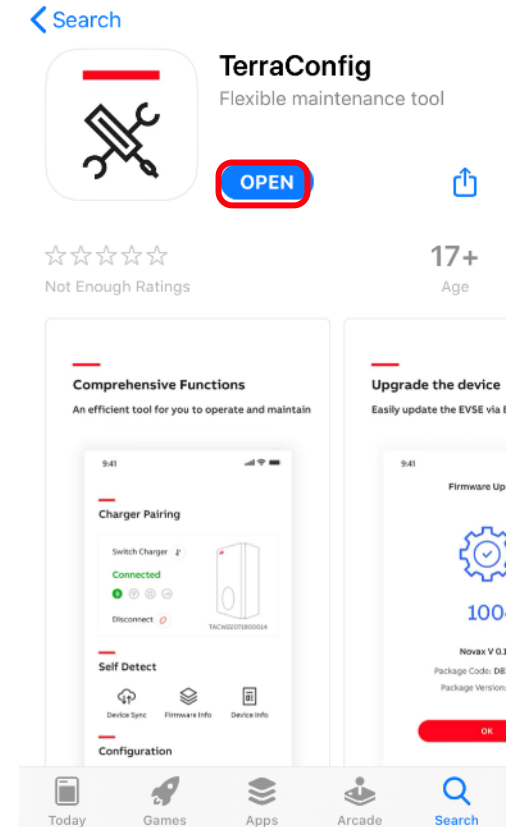 Search
TerraConfig
Flexible maintenance tool
OPEN
17+
Not Enough Ratings
Age
Comprehensive Functions
An efficient tool for you to operate and maintain
9:41
Charger Pairing
Switch Charger
Connected
Disconnect
TACW22071900014
Self Detect
Device Sync
Firmware Info
Device Info
Configuration
Upgrade the device
Easily update the EVSE via
9:41
Firmware Up
100
Novax V 0.1
Package Code:
Package Version:
OK
Today
Games
Apps
Arcade
Search